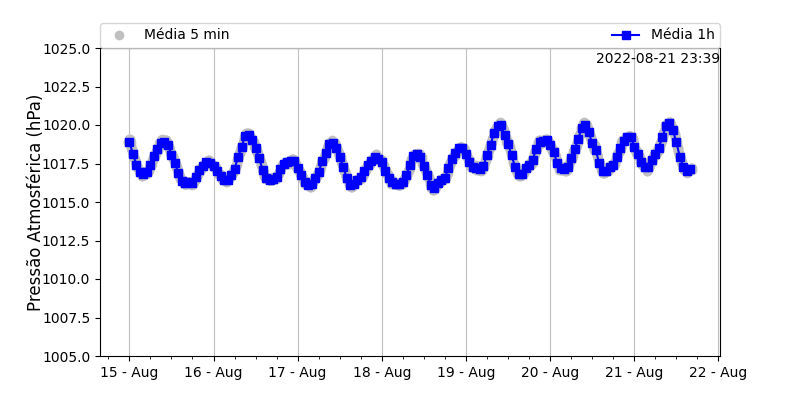 Média 5 min
Média 1h
2022-08-21 23:39
Pressão Atmosférica (hPa)
1025.0
1022.5
1020.0
1017.5
1015.0
1012.5
1010.0
1007.5
1005.0
15 - Aug
16 - Aug
17 - Aug
18 - Aug
19 - Aug
20 - Aug
21 - Aug
22 - Aug